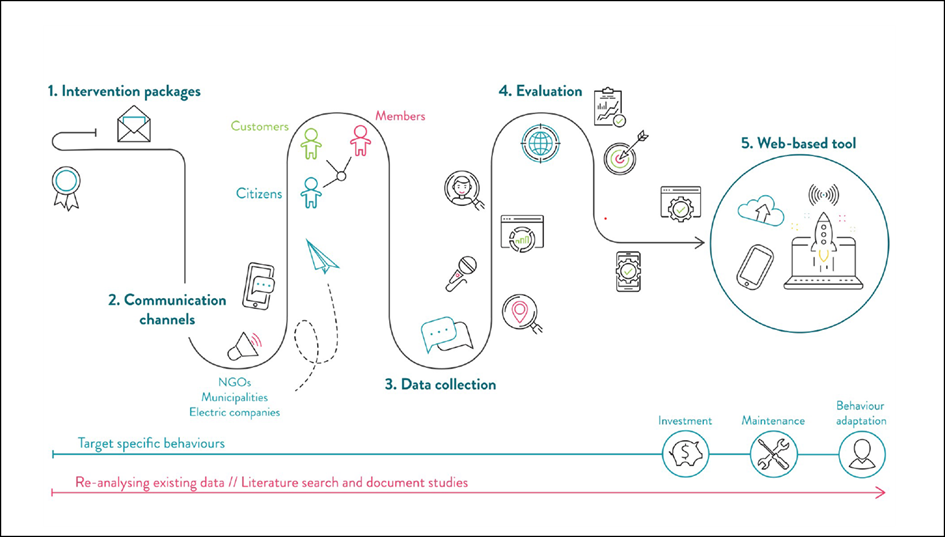 1. Intervention packages
Customers
Members
Citizens
2. Communication
channels
NGOs
Municipalities
Electric companies
3. Data collection
4. Evaluation
5. Web-based tool
Investment
Maintenance
Behaviour
adaptation
$
Target specific behaviours
Re-analysing existing data // Literature search and document studies